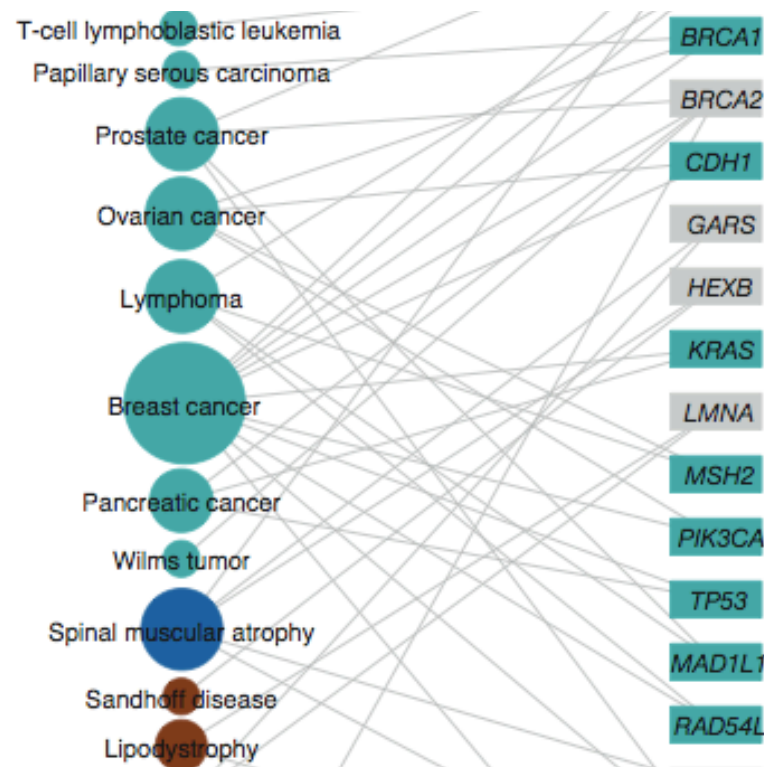 T-cell lymphoblastic leukemia
Papillary serous carcinoma
Prostate cancer
Ovarian cancer
Lymphoma
Breast cancer
Pancreatic cancer
Wilms tumor
Spinal muscular atrophy
Sandhoff disease
Lipodystrophy
BRCA1
BRCA2
CDH1
GARS
HEXB
KRAS
LMNA
MSH2
PIK3CA
TP53
MAD1L1
RAD54L